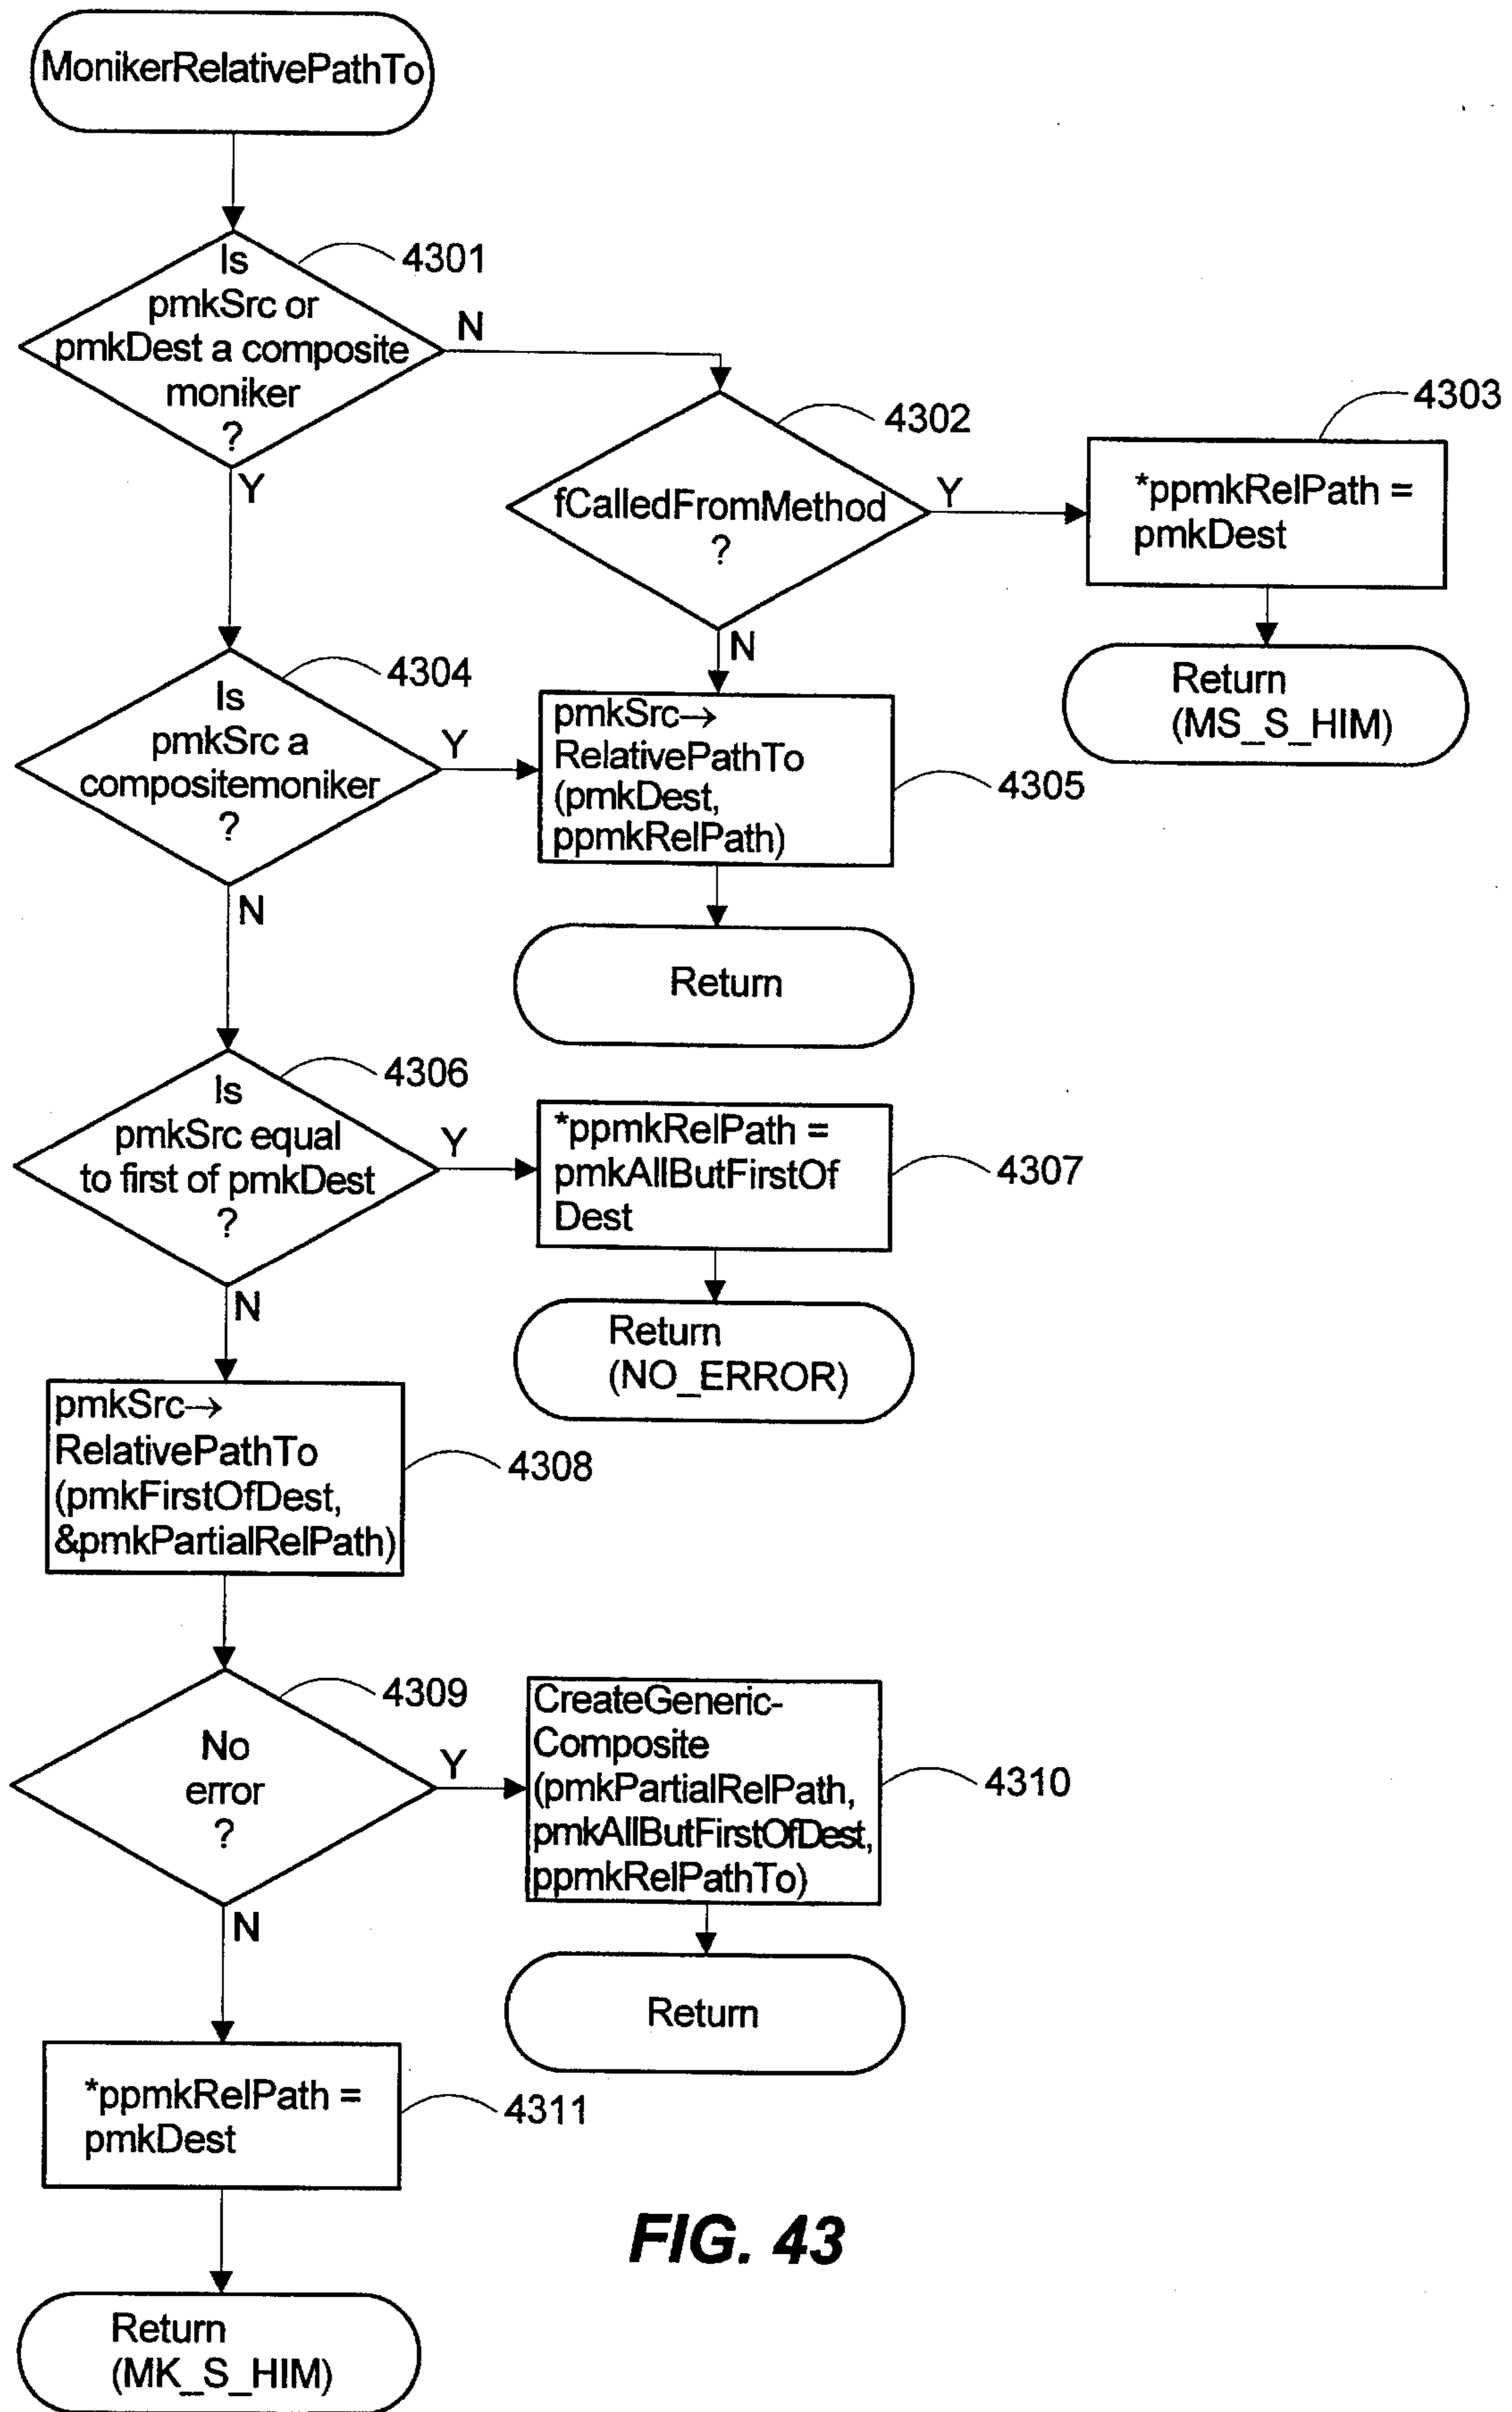 MonikerRelativePathTo
4301
Is
pmkSrc or
pmkDest a composite
moniker
?
N
Y
4302
fCalledFromMethod
?
Y
N
4303
*ppmkRelPath =
pmkDest
Return
(MS_S_HIM)
4304
Is
pmkSrc a
compositemoniker
?
Y
N
pmkSrc→
RelativePathTo
(pmkDest,
ppmkRelPath)
4305
Return
4306
Is
pmkSrc equal
to first of pmkDest
?
Y
N
*ppmkRelPath =
pmkAllButFirstOf
Dest
4307
Return
(NO_ERROR)
pmkSrc→
RelativePathTo
(pmkFirstOfDest,
&pmkPartialRelPath)
4308
4309
No
error
?
Y
N
CreateGeneric-
Composite
(pmkPartialRelPath,
pmkAllButFirstOfDest,
ppmkRelPathTo)
4310
Return
*ppmkRelPath =
pmkDest
4311
Return
(MK_S_HIM)
FIG. 43